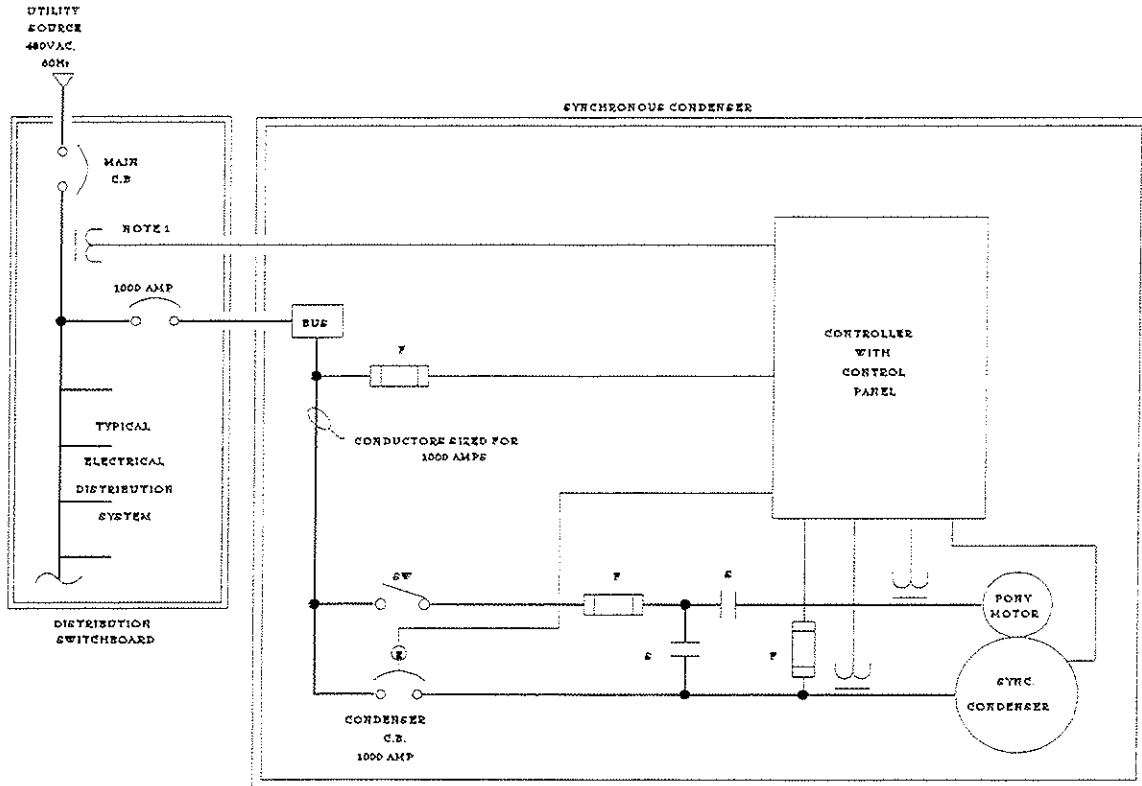 UTILITY
SOURCE
480VAC,
60Hz
SYNCHRONOUS CONDENSER
MAIN
C.B
NOTE 1
1000 AMP
BUS
F
CONTROLLER
WITH
CONTROL
PANEL
CONDUCTORS SIZED FOR
1000 AMPS
TYPICAL
ELECTRICAL
DISTRIBUTION
SYSTEM
SW
F
S
PONY
MOTOR
DISTRIBUTION
SWITCHBOARD
S
F
SYNC.
CONDENSER
CONDENSER
C.B.
1000 AMP